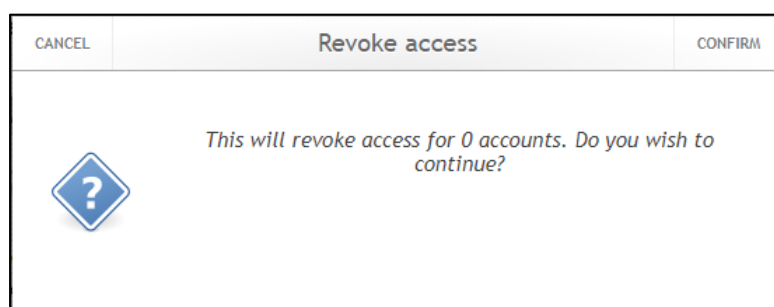 CANCEL
Revoke access
CONFIRM
This will revoke access for 0 accounts. Do you wish to
continue?
?